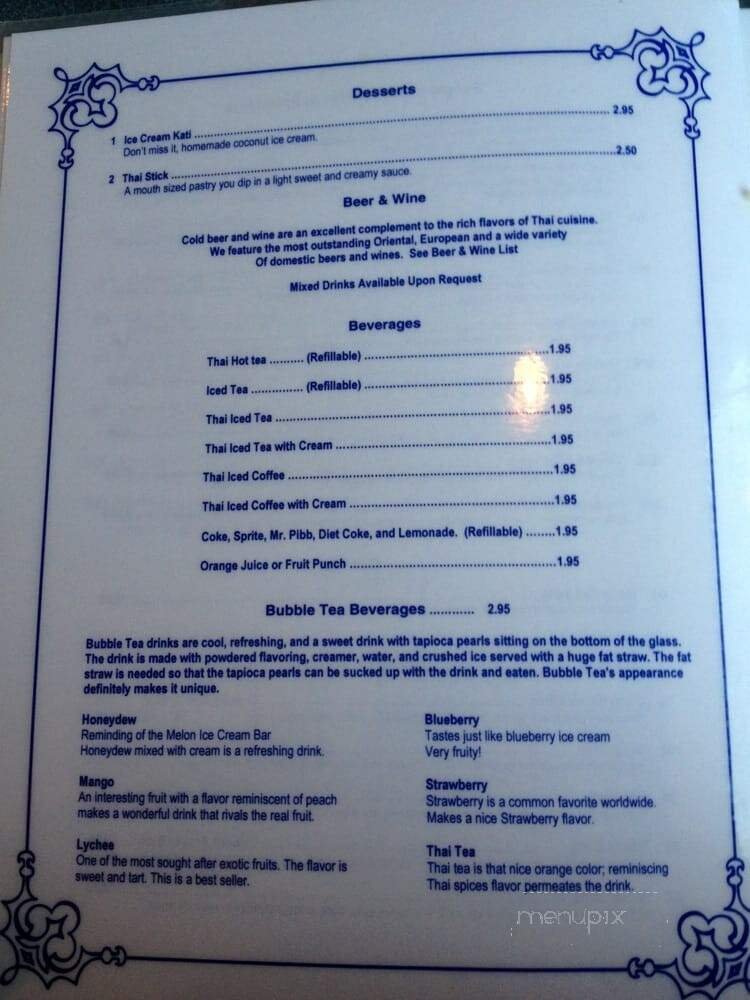 Desserts
1 Ice Cream Kati ........................................ 2.95
Don't miss it, homemade coconut ice cream.
2 Thai Stick ........................................ 2.50
A mouth sized pastry you dip in a light sweet and creamy sauce.
Beer & Wine
Cold beer and wine are an excellent complement to the rich flavors of Thai cuisine.
We feature the most outstanding Oriental, European and a wide variety
Of domestic beers and wines. See Beer & Wine List
Mixed Drinks Available Upon Request
Beverages
Thai Hot tea .......... (Refillable) ........................................ 1.95
Iced Tea ............... (Refillable) ........................................ 1.95
Thai Iced Tea ........................................ 1.95
Thai Iced Tea with Cream ........................................ 1.95
Thai Iced Coffee ........................................ 1.95
Thai Iced Coffee with Cream ........................................ 1.95
Coke, Sprite, Mr. Pibb, Diet Coke, and Lemonade. (Refillable) ........1.95
Orange Juice or Fruit Punch ........................................ 1.95
Bubble Tea Beverages ............ 2.95
Bubble Tea drinks are cool, refreshing, and a sweet drink with tapioca pearls sitting on the bottom of the glass.
The drink is made with powdered flavoring, creamer, water, and crushed ice served with a huge fat straw. The fat
straw is needed so that the tapioca pearls can be sucked up with the drink and eaten. Bubble Tea's appearance
definitely makes it unique.
Honeydew
Reminding of the Melon Ice Cream Bar
Honeydew mixed with cream is a refreshing drink.
Mango
An interesting fruit with a flavor reminiscent of peach
makes a wonderful drink that rivals the real fruit.
Lychee
One of the most sought after exotic fruits. The flavor is
sweet and tart. This is a best seller.
Blueberry
Tastes just like blueberry ice cream
Very fruity!
Strawberry
Strawberry is a common favorite worldwide.
Makes a nice Strawberry flavor.
Thai Tea
Thai tea is that nice orange color; reminiscing
Thai spices flavor permeates the drink.
menupix